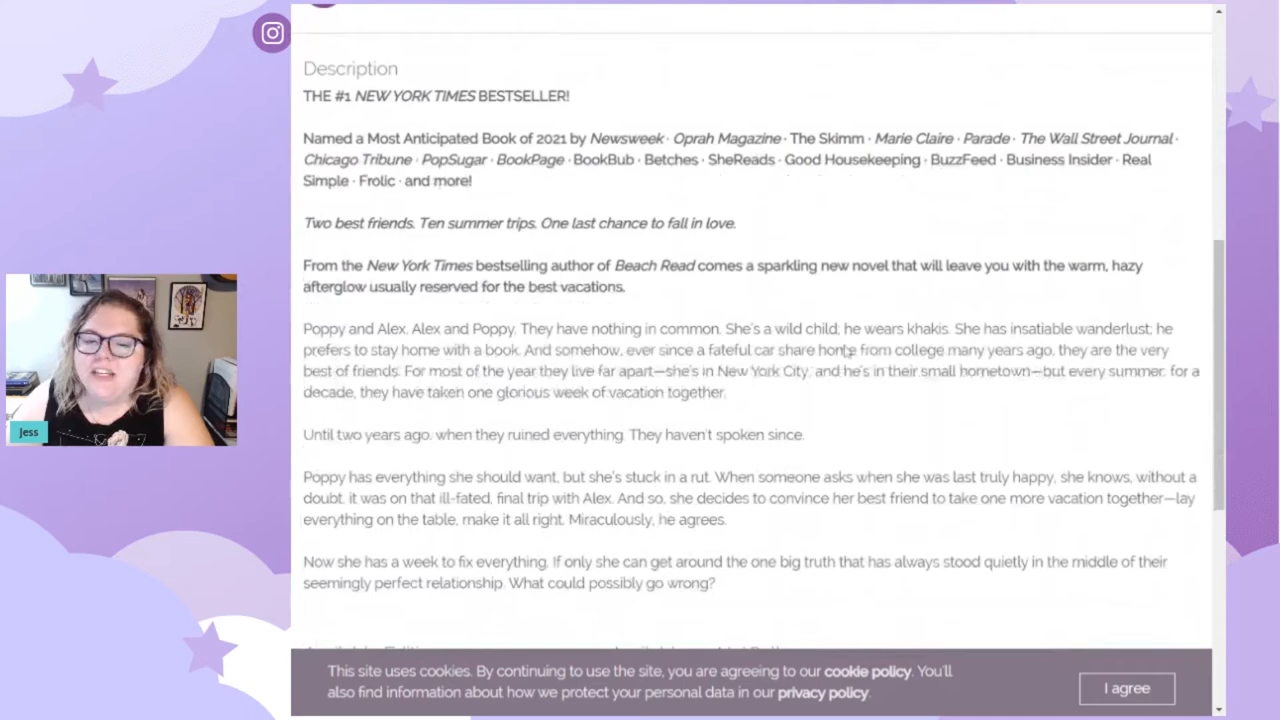 Description
THE #1 NEW YORK TIMES BESTSELLER!
Named a Most Anticipated Book of 2021 by Newsweek · Oprah Magazine · The Skimm · Marie Claire · Parade · The Wall Street Journal ·
Chicago Tribune · PopSugar · BookPage · BookBub · Betches · SheReads · Good Housekeeping · BuzzFeed · Business Insider · Real
Simple · Frolic · and more!
Two best friends. Ten summer trips. One last chance to fall in love.
From the New York Times bestselling author of Beach Read comes a sparkling new novel that will leave you with the warm, hazy
afterglow usually reserved for the best vacations.
Poppy and Alex. Alex and Poppy. They have nothing in common. She's a wild child; he wears khakis. She has insatiable wanderlust; he
prefers to stay home with a book. And somehow, ever since a fateful car share home from college many years ago, they are the very
best of friends. For most of the year they live far apart—she's in New York City, and he's in their small hometown—but every summer, for a
decade, they have taken one glorious week of vacation together.
Until two years ago, when they ruined everything. They haven't spoken since.
Poppy has everything she should want, but she's stuck in a rut. When someone asks when she was last truly happy, she knows, without a
doubt, it was on that ill-fated, final trip with Alex. And so, she decides to convince her best friend to take one more vacation together—lay
everything on the table, make it all right. Miraculously, he agrees.
Now she has a week to fix everything. If only she can get around the one big truth that has always stood quietly in the middle of their
seemingly perfect relationship. What could possibly go wrong?
This site uses cookies. By continuing to use the site, you are agreeing to our cookie policy. You'll
also find information about how we protect your personal data in our privacy policy.
I agree
Jess